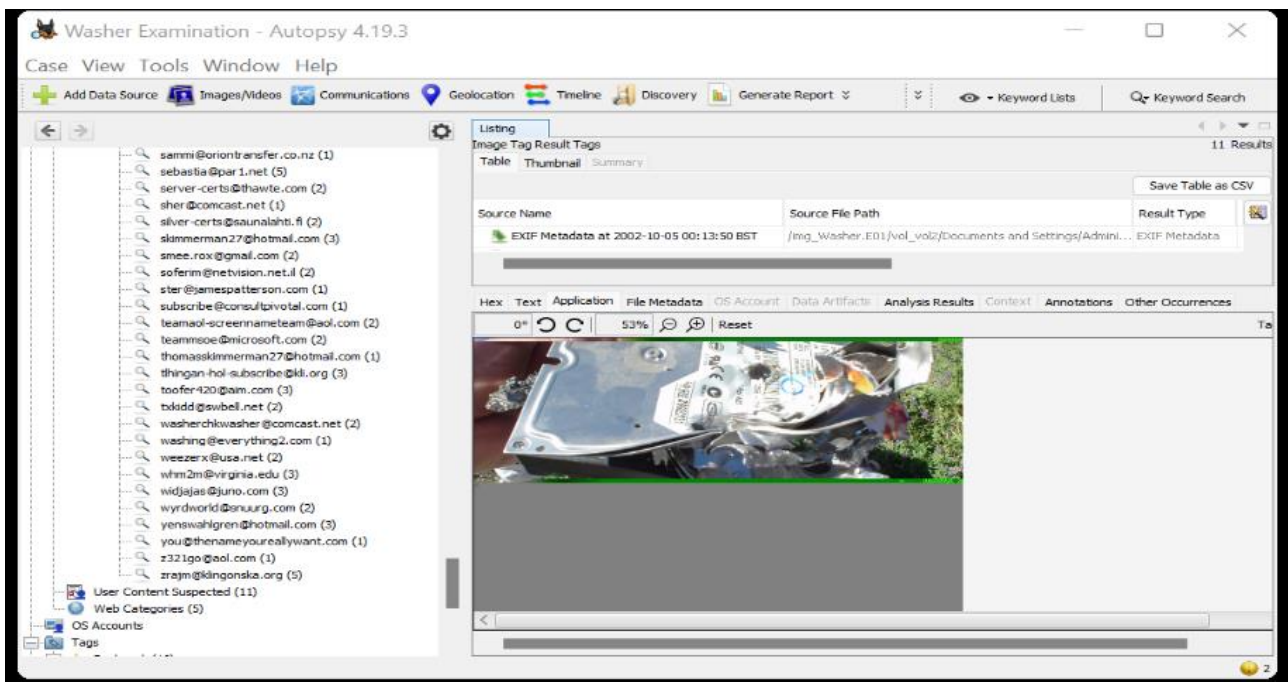 Washer Examination - Autopsy 4.19.3
Case View Tools Window Help
Add Data Source Images/Videos Communications Geolocation Timeline Discovery Generate Report Keyword Lists Keyword Search
sammi@oriontransfer.co.nz (1)
sebastia@par1.net (5)
server-certs@thawte.com (2)
sher@comcast.net (1)
silver-certs@saunalahti.fi (2)
skimmerman27@hotmail.com (3)
smee.rox@gmail.com (2)
soferim@netvision.net.il (2)
ster@jamespatterson.com (1)
subscribe@consultpivotal.com (1)
teamaol-screennameteam@aol.com (2)
teammsoe@microsoft.com (2)
thomasskimmerman27@hotmail.com (1)
tlhingan-hol-subscribe@kli.org (3)
toofer420@aim.com (3)
txkidd@swbell.net (2)
washerchkwasher@comcast.net (2)
washing@everything2.com (1)
weezerx@usa.net (2)
whm2m@virginia.edu (3)
widjajas@juno.com (3)
wyrdworld@snuurg.com (2)
yenswahlgren@hotmail.com (3)
you@thenameyoureallywant.com (1)
z321go@aol.com (1)
zrajm@klingonska.org (5)
User Content Suspected (11)
Web Categories (5)
OS Accounts
Tags
Listing
Image Tag Result Tags 11 Results
Table Thumbnail Summary
Save Table as CSV
Source Name Source File Path Result Type
EXIF Metadata at 2002-10-05 00:13:50 BST /img_Washer.E01/vol_vol2/Documents and Settings/Admini... EXIF Metadata
Hex Text Application File Metadata OS Account Data Artifacts Analysis Results Context Annotations Other Occurrences
0° 53% Reset Ta
2